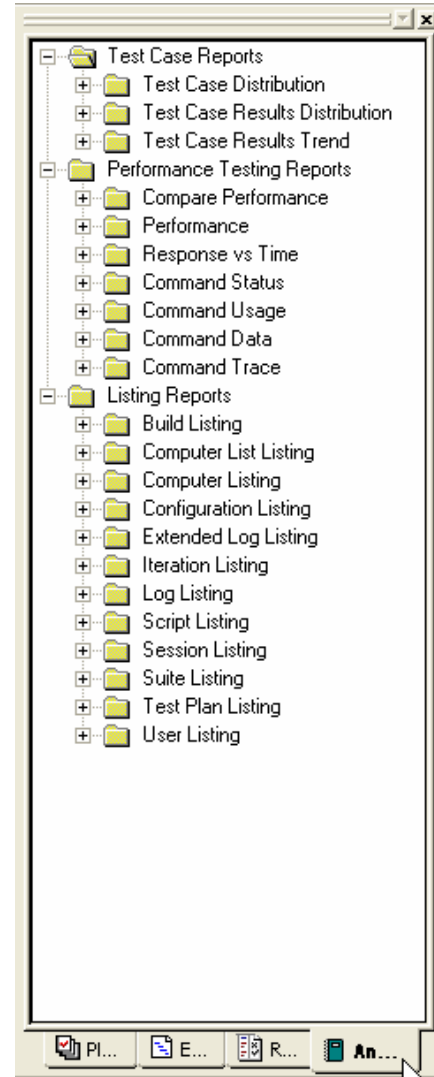 Test Case Reports
Test Case Distribution
Test Case Results Distribution
Test Case Results Trend
Performance Testing Reports
Compare Performance
Performance
Response vs Time
Command Status
Command Usage
Command Data
Command Trace
Listing Reports
Build Listing
Computer List Listing
Computer Listing
Configuration Listing
Extended Log Listing
Iteration Listing
Log Listing
Script Listing
Session Listing
Suite Listing
Test Plan Listing
User Listing
Pl... E... R... An...